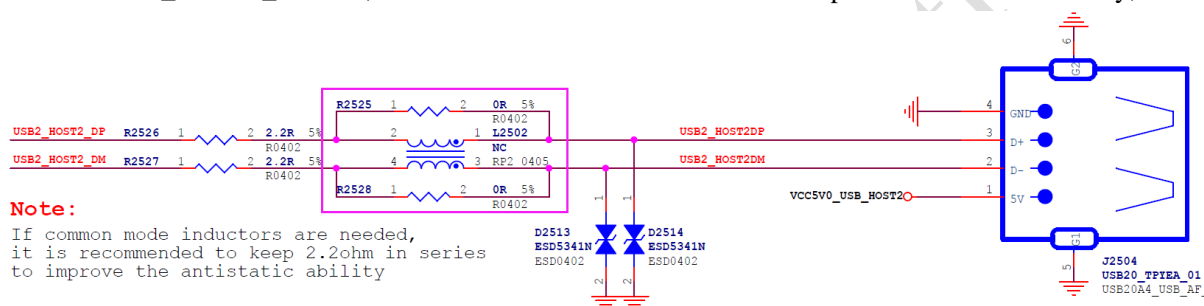 6
G2
R2525 1 2 0R 5%
R0402
4 GND
USB2_HOST2_DP R2526 1 2 2.2R 5% 2 1 L2502 USB2_HOST2DP 3 D+
R0402 NC
USB2_HOST2_DM R2527 1 2 2.2R 5% 4 3 RP2_0405 USB2_HOST2DM 2 D-
R0402
R2528 1 2 0R 5%
R0402
VCC5V0_USB_HOST2 1 5V
Note:
If common mode inductors are needed,
it is recommended to keep 2.2ohm in series
to improve the antistatic ability
1 1
D2513 D2514
ESD5341N ESD5341N
ESD0402 ESD0402
2 2
G1
5
J2504
USB20_TPYEA_01
USB20A4_USB_AF